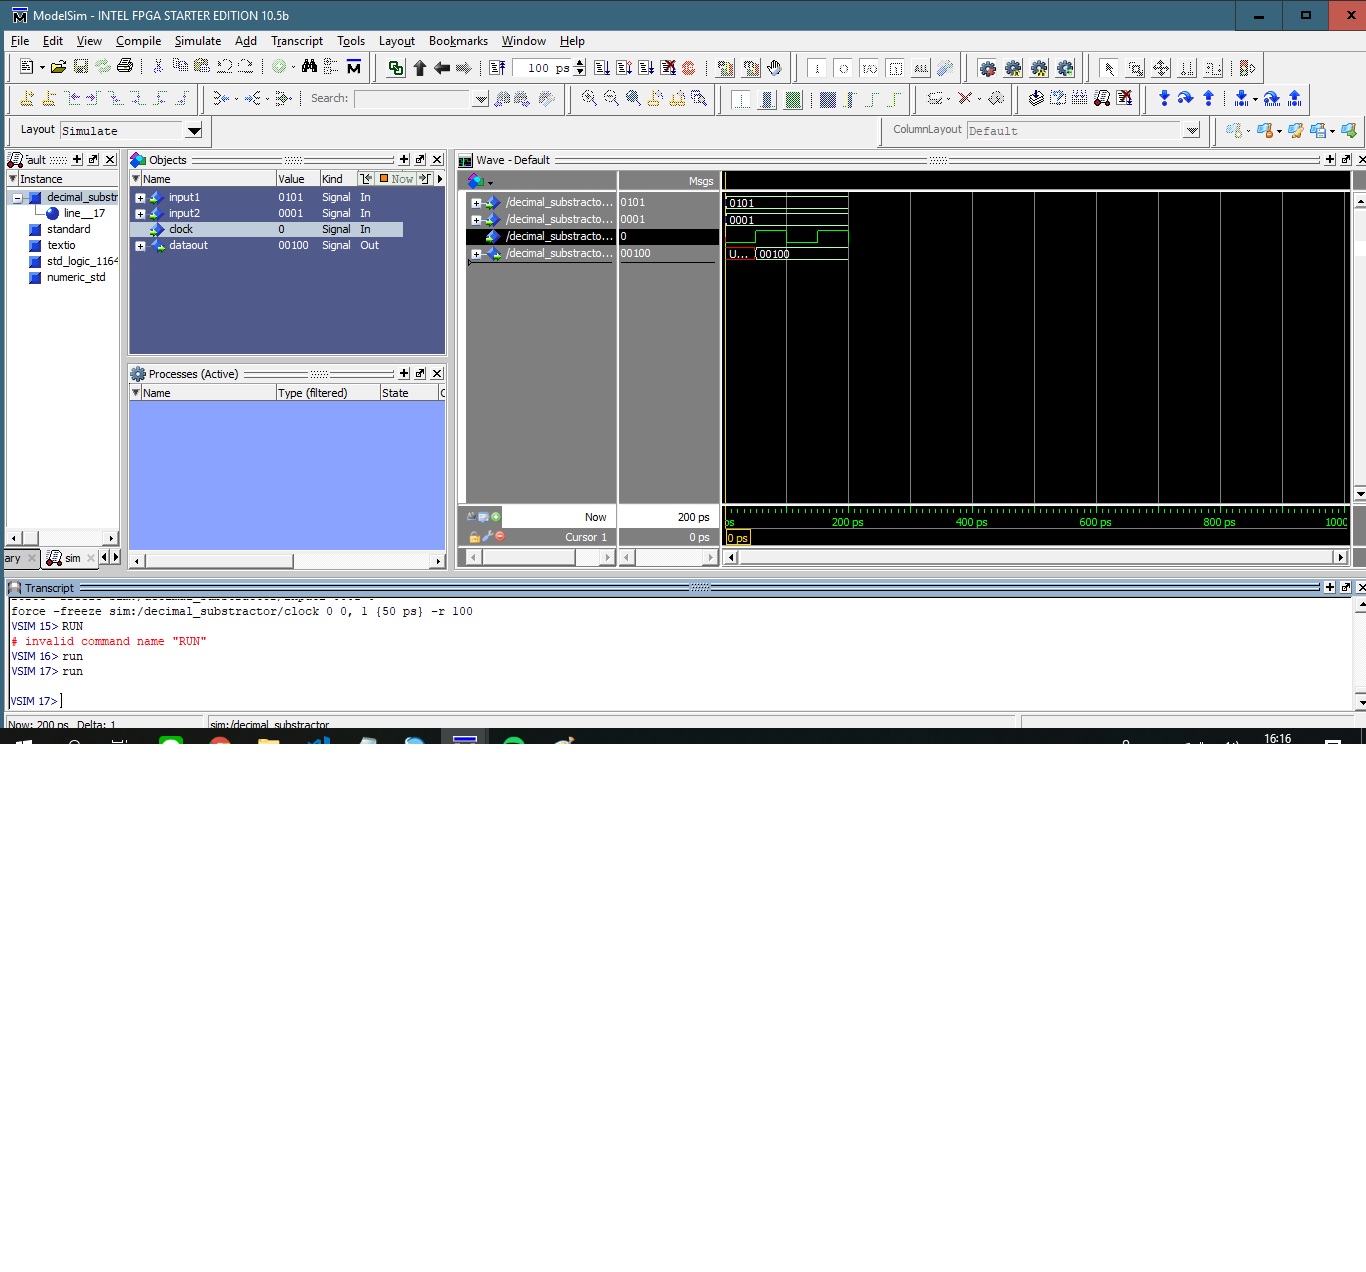 ModelSim - INTEL FPGA STARTER EDITION 10.5b
File Edit View Compile Simulate Add Transcript Tools Layout Bookmarks Window Help
100 ps
ALL
Search:
Layout Simulate
ColumnLayout Default
ault
Instance
decimal_substr
line__17
standard
textio
std_logic_1164
numeric_std
ary
sim
Objects
Name Value Kind Now
input1 0101 Signal In
input2 0001 Signal In
clock 0 Signal In
dataout 00100 Signal Out
Processes (Active)
Name Type (filtered) State
Wave - Default
Msgs
/decimal_substracto... 0101 0101
/decimal_substracto... 0001 0001
/decimal_substracto... 0
/decimal_substracto... 00100 U... 00100
Now 200 ps
ps 200 ps 400 ps 600 ps 800 ps 1000
Cursor 1 0 ps 0 ps
Transcript
force -freeze sim:/decimal_substractor/clock 0 0, 1 {50 ps} -r 100
VSIM 15> RUN
# invalid command name "RUN"
VSIM 16> run
VSIM 17> run
VSIM 17>
Now: 200 ps Delta: 1 sim:/decimal_substractor
16:16